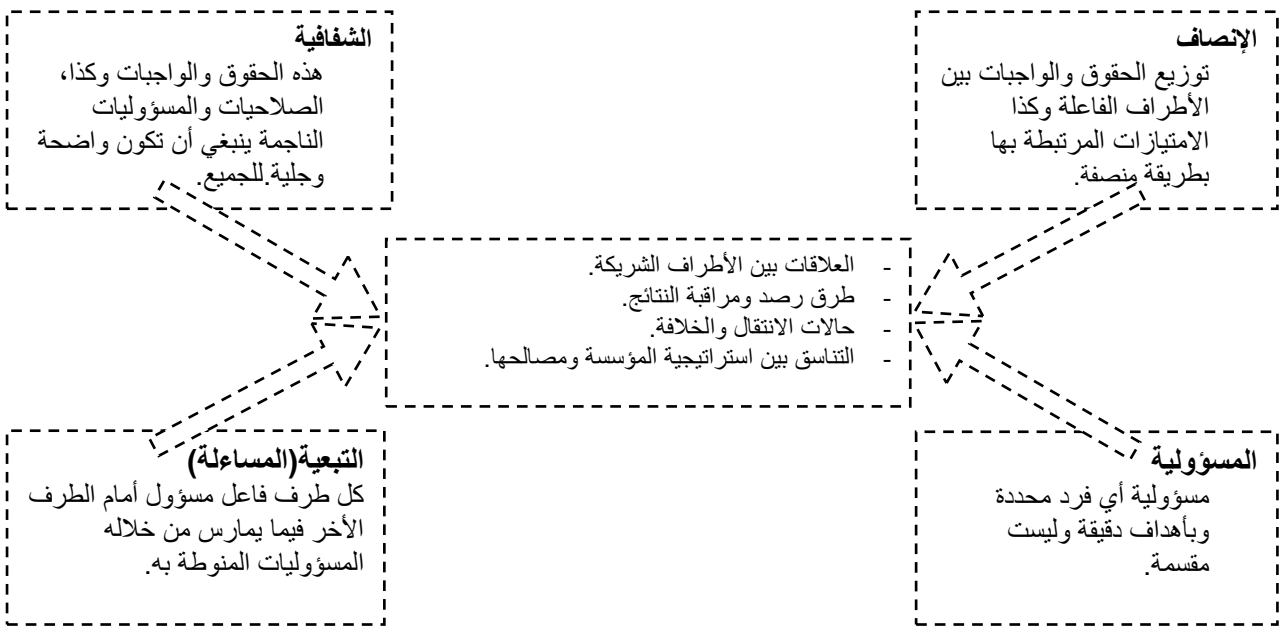 الإنصاف
توزيع الحقوق والواجبات بين
الأطراف الفاعلة وكذا
الامتيازات المرتبطة بها
بطريقة منصفة.
الشفافية
هذه الحقوق والواجبات وكذا،
الصلاحيات والمسؤوليات
الناجمة ينبغي أن تكون واضحة
وجلية.للجميع.
- العلاقات بين الأطراف الشريكة.
- طرق رصد ومراقبة النتائج.
- حالات الانتقال والخلافة.
- التناسق بين استراتيجية المؤسسة ومصالحها.
المسؤولية
مسؤولية أي فرد محددة
وبأهداف دقيقة وليست
مقسمة.
التبعية(المساءلة)
كل طرف فاعل مسؤول أمام الطرف
الأخر فيما يمارس من خلاله
المسؤوليات المنوطة به.